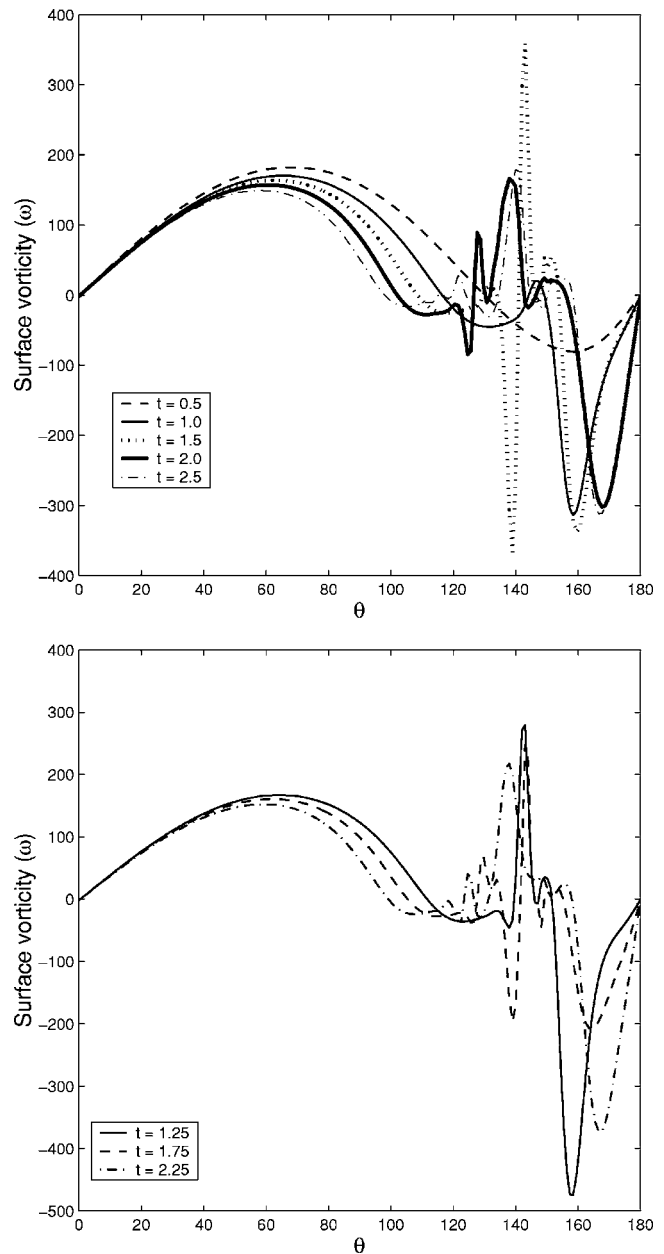 400
300
200
100
0
−100
−200
−300
−400
Surface vorticity (ω)
t = 0.5
t = 1.0
t = 1.5
t = 2.0
t = 2.5
0 20 40 60 80 100 120 140 160 180
θ
400
300
200
100
0
−100
−200
−300
−400
−500
Surface vorticity (ω)
t = 1.25
t = 1.75
t = 2.25
0 20 40 60 80 100 120 140 160 180
θ